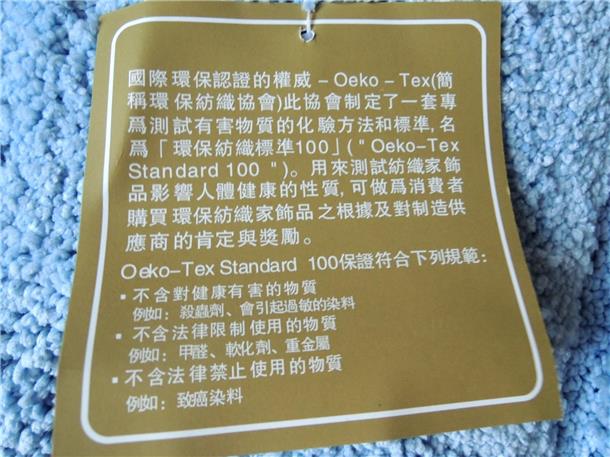 國際環保認證的權威－Oeko－Tex(簡
稱環保紡織協會)此協會制定了一套專
爲測試有害物質的化驗方法和標準,名
爲「環保紡織標準100」("Oeko－Tex
Standard 100 ")。用來測試紡織家飾
品影響人體健康的性質,可做爲消費者
購買環保紡織家飾品之根據及對制造供
應商的肯定與獎勵。
Oeko－Tex Standard 100保證符合下列規範：
▪不含對健康有害的物質
例如：殺蟲劑、會引起過敏的染料
▪不含法律限制使用的物質
例如：甲醛、軟化劑、重金屬
▪不含法律禁止使用的物質
例如：致癌染料